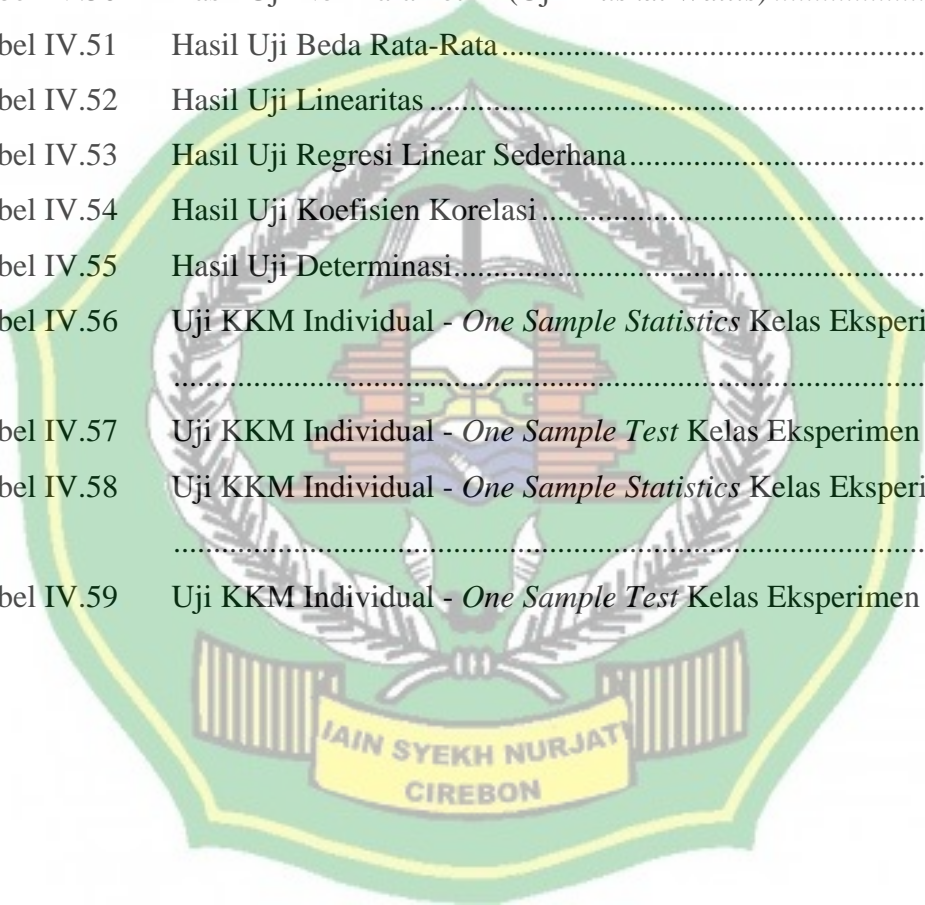 bel IV.51 Hasil Uji Beda Rata-Rata....................................................
bel IV.52 Hasil Uji Linearitas..............................................................
bel IV.53 Hasil Uji Regresi Linear Sederhana.....................................
bel IV.54 Hasil Uji Koefisien Korelasi................................................
bel IV.55 Hasil Uji Determinasi...........................................................
bel IV.56 Uji KKM Individual - One Sample Statistics Kelas Eksperi
..............................................................................................
bel IV.57 Uji KKM Individual - One Sample Test Kelas Eksperimen
bel IV.58 Uji KKM Individual - One Sample Statistics Kelas Eksperi
..............................................................................................
bel IV.59 Uji KKM Individual - One Sample Test Kelas Eksperimen
IAIN SYEKH NURJATI
CIREBON